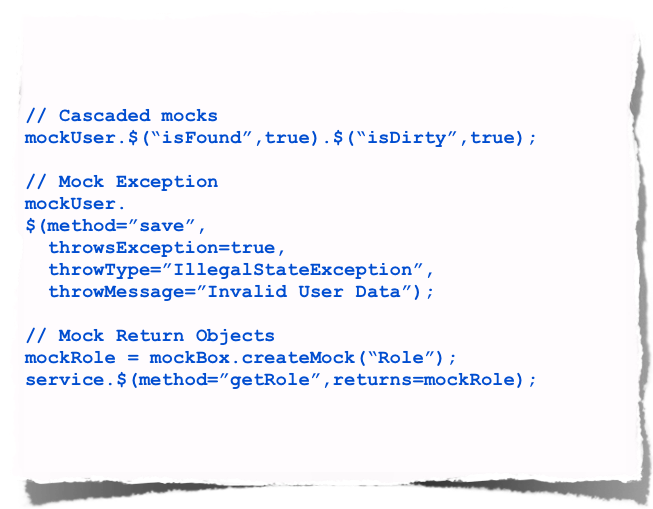 // Cascaded mocks
mockUser.$(“isFound”,true).$(“isDirty”,true);
// Mock Exception
mockUser.
$(method=”save”,
throwsException=true,
throwType=”IllegalStateException”,
throwMessage=”Invalid User Data”);
// Mock Return Objects
mockRole = mockBox.createMock(“Role”);
service.$(method=”getRole”,returns=mockRole);